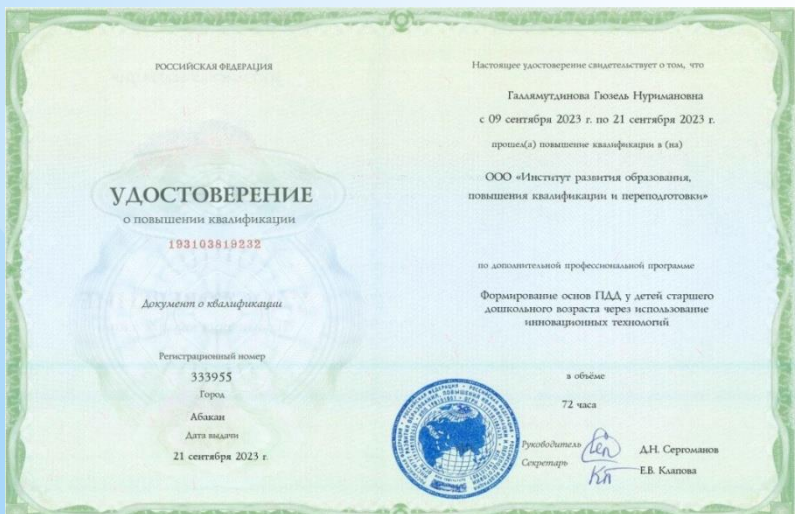 РОССИЙСКАЯ ФЕДЕРАЦИЯ
УДОСТОВЕРЕНИЕ
о повышении квалификации
193103819232
Документ о квалификации
Регистрационный номер
333955
Город
Абакан
Дата выдачи
21 сентября 2023 г.
Настоящее удостоверение свидетельствует о том, что
Галлямутдинова Гюзель Нуримановна
с 09 сентября 2023 г. по 21 сентября 2023 г.
прошел(а) повышение квалификации в (на)
ООО «Институт развития образования,
повышения квалификации и переподготовки»
по дополнительной профессиональной программе
Формирование основ ПДД у детей старшего
дошкольного возраста через использование
инновационных технологий
в объёме
72 часа
Руководитель Д.Н. Сергоманов
Секретарь Е.В. Клапова